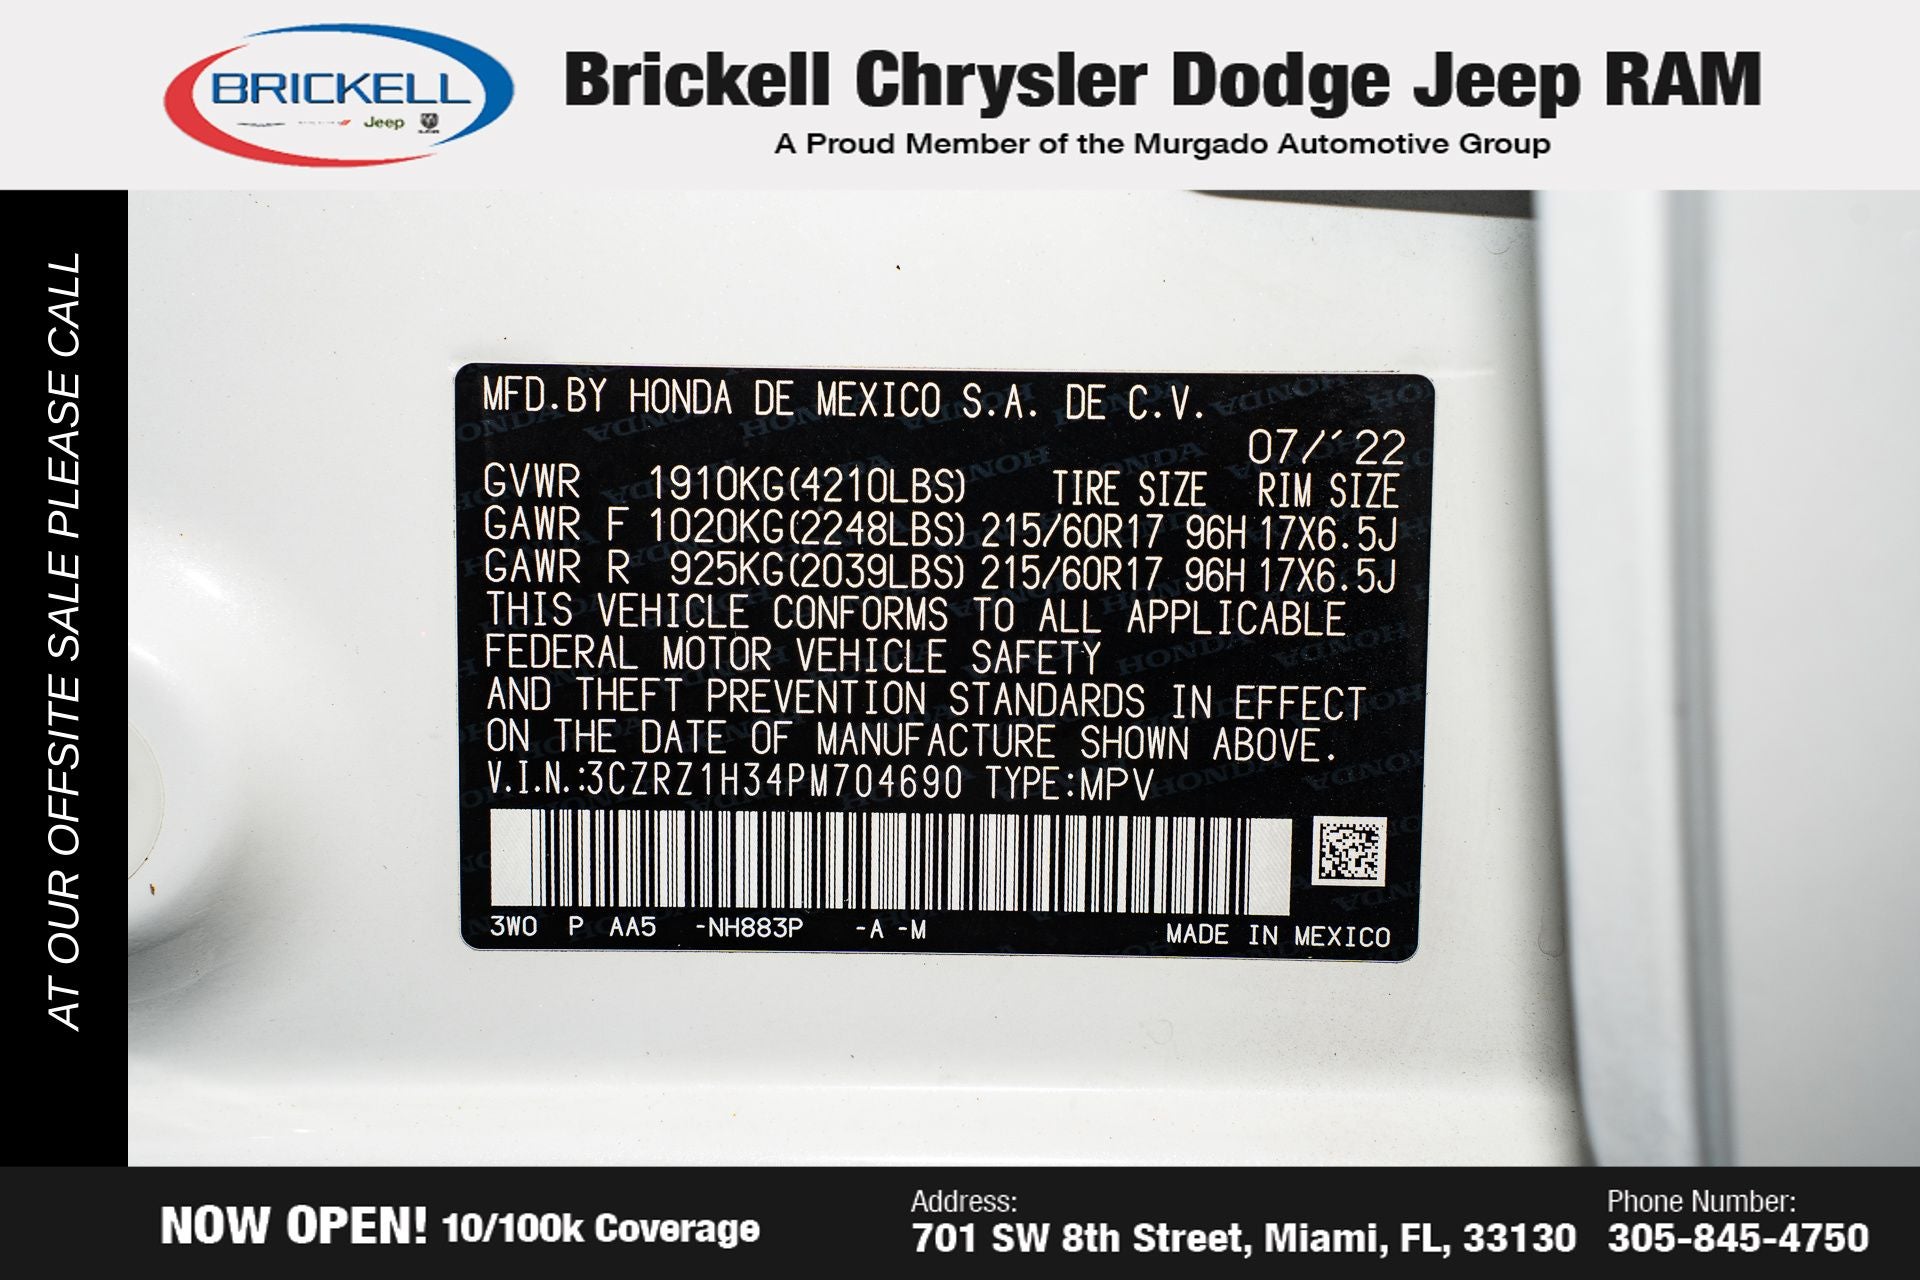 BRICKELL
Jeep
Brickell Chrysler Dodge Jeep RAM
A Proud Member of the Murgado Automotive Group
AT OUR OFFSITE SALE PLEASE CALL
MFD.BY HONDA DE MEXICO S.A. DE C.V.
07/´22
GVWR 1910KG(4210LBS) TIRE SIZE RIM SIZE
GAWR F 1020KG(2248LBS) 215/60R17 96H 17X6.5J
GAWR R 925KG(2039LBS) 215/60R17 96H 17X6.5J
THIS VEHICLE CONFORMS TO ALL APPLICABLE
FEDERAL MOTOR VEHICLE SAFETY
AND THEFT PREVENTION STANDARDS IN EFFECT
ON THE DATE OF MANUFACTURE SHOWN ABOVE.
V.I.N.:3CZRZ1H34PM704690 TYPE:MPV
3W0 P AA5 -NH883P -A -M MADE IN MEXICO
NOW OPEN! 10/100k Coverage
Address:
701 SW 8th Street, Miami, FL, 33130
Phone Number:
305-845-4750